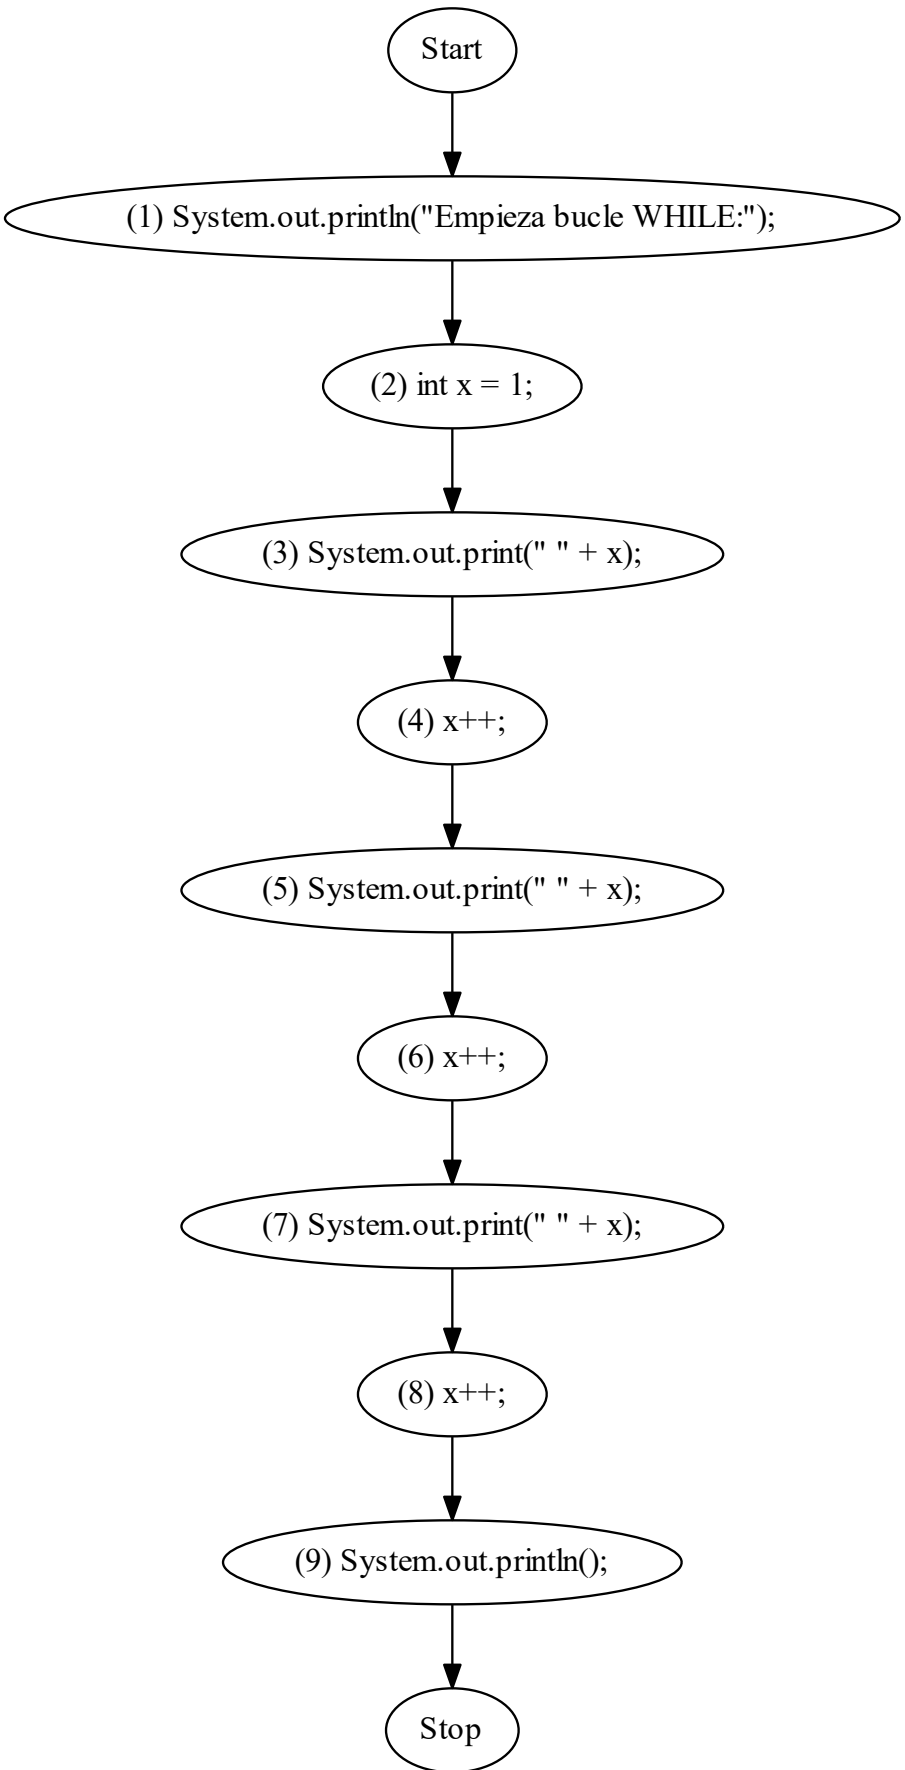 Start
(1) System.out.println("Empieza bucle WHILE:");
(2) int x = 1;
(3) System.out.print(" " + x);
(4) x++;
(5) System.out.print(" " + x);
(6) x++;
(7) System.out.print(" " + x);
(8) x++;
(9) System.out.println();
Stop